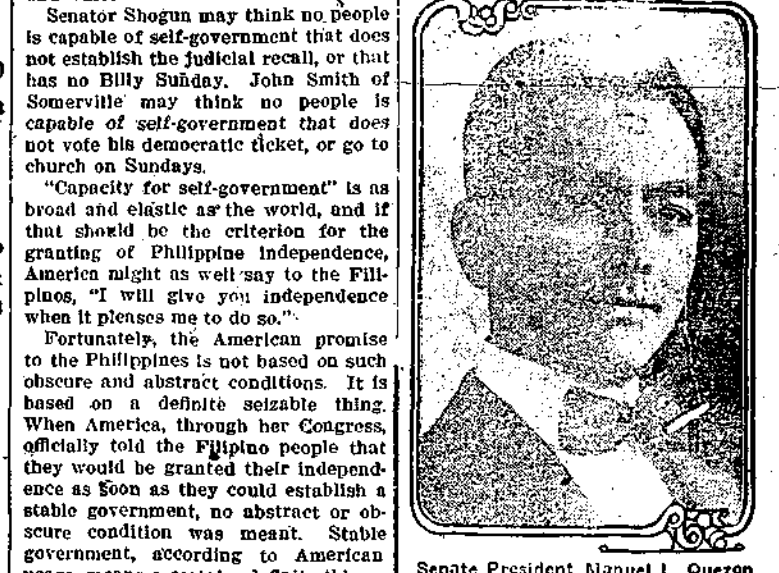 Senator Shogun may think no people
is capable of self-government that does
not establish the judicial recall, or that
has no Billy Sunday. John Smith of
Somerville may think no people is
capable of self-government that does
not vote his democratic ticket, or go to
church on Sundays.
"Capacity for self-government" is as
broad and elastic as the world, and if
that should be the criterion for the
granting of Philippine independence,
America might as well say to the Fili-
pinos, "I will give you independence
when it pleases me to do so."
Fortunately, the American promise
to the Philippines is not based on such
obscure and abstract conditions. It is
based on a definite seizable thing.
When America, through her Congress,
officially told the Filipino people that
they would be granted their independ-
ence as soon as they could establish a
stable government, no abstract or ob-
scure condition was meant. Stable
government, according to American
Senate President Manuel L. Quezon